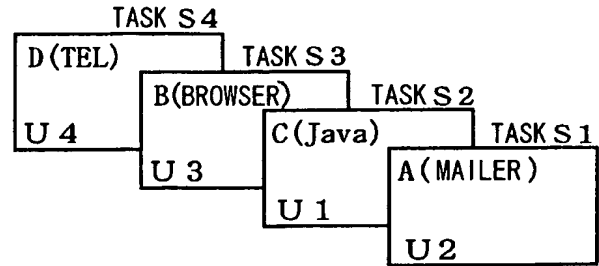 TASK S4
D(TEL)
U4
TASK S3
B(BROWSER)
U3
TASK S2
C(Java)
U1
TASK S1
A(MAILER)
U2